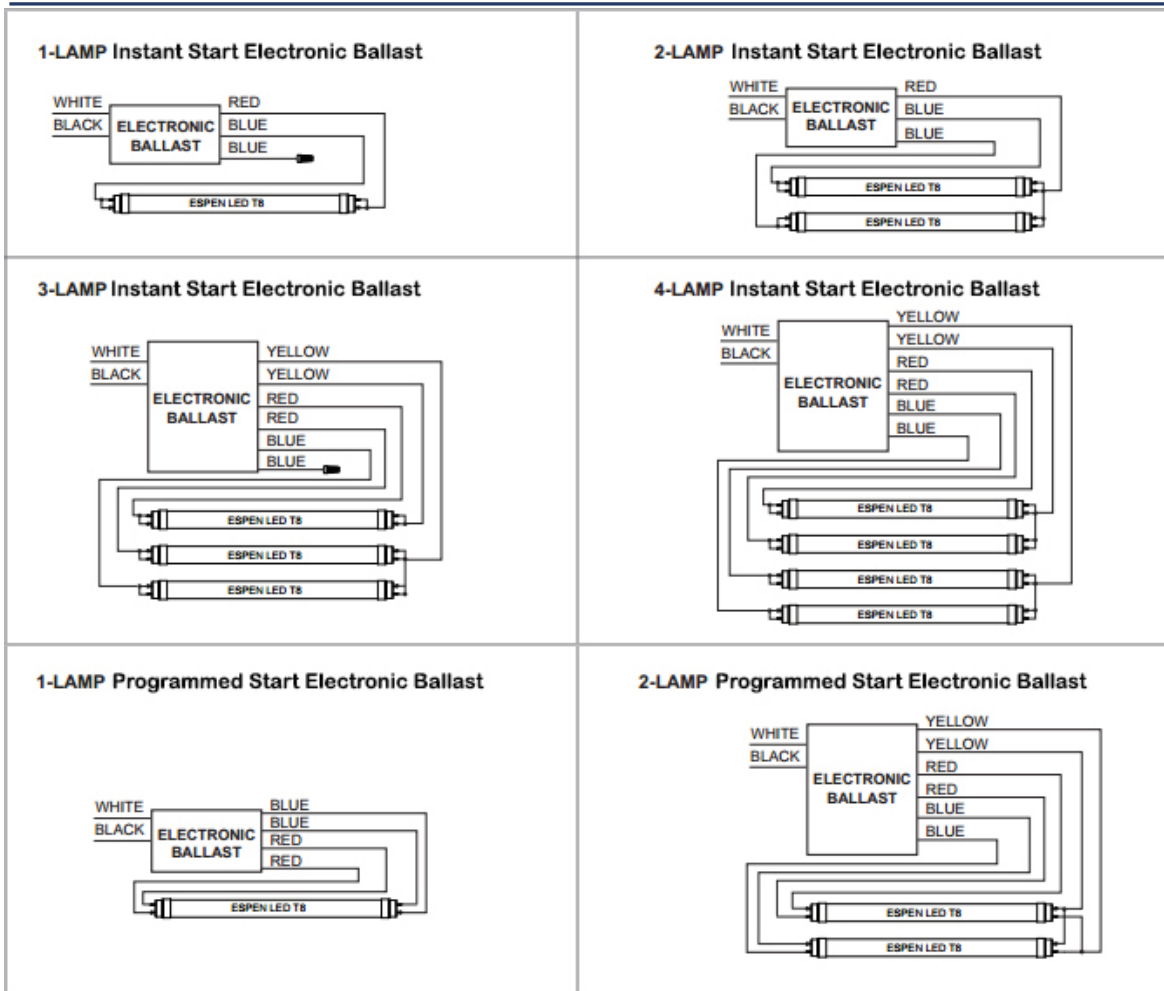 1-LAMP Instant Start Electronic Ballast
WHITE
BLACK
ELECTRONIC
BALLAST
RED
BLUE
BLUE
ESPEN LED T8
2-LAMP Instant Start Electronic Ballast
WHITE
BLACK
ELECTRONIC
BALLAST
RED
BLUE
BLUE
ESPEN LED T8
ESPEN LED T8
3-LAMP Instant Start Electronic Ballast
WHITE
BLACK
ELECTRONIC
BALLAST
YELLOW
YELLOW
RED
RED
BLUE
BLUE
ESPEN LED T8
ESPEN LED T8
ESPEN LED T8
4-LAMP Instant Start Electronic Ballast
WHITE
BLACK
ELECTRONIC
BALLAST
YELLOW
YELLOW
RED
RED
BLUE
BLUE
ESPEN LED T8
ESPEN LED T8
ESPEN LED T8
ESPEN LED T8
1-LAMP Programmed Start Electronic Ballast
WHITE
BLACK
ELECTRONIC
BALLAST
BLUE
BLUE
RED
RED
ESPEN LED T8
2-LAMP Programmed Start Electronic Ballast
WHITE
BLACK
ELECTRONIC
BALLAST
YELLOW
YELLOW
RED
RED
BLUE
BLUE
ESPEN LED T8
ESPEN LED T8